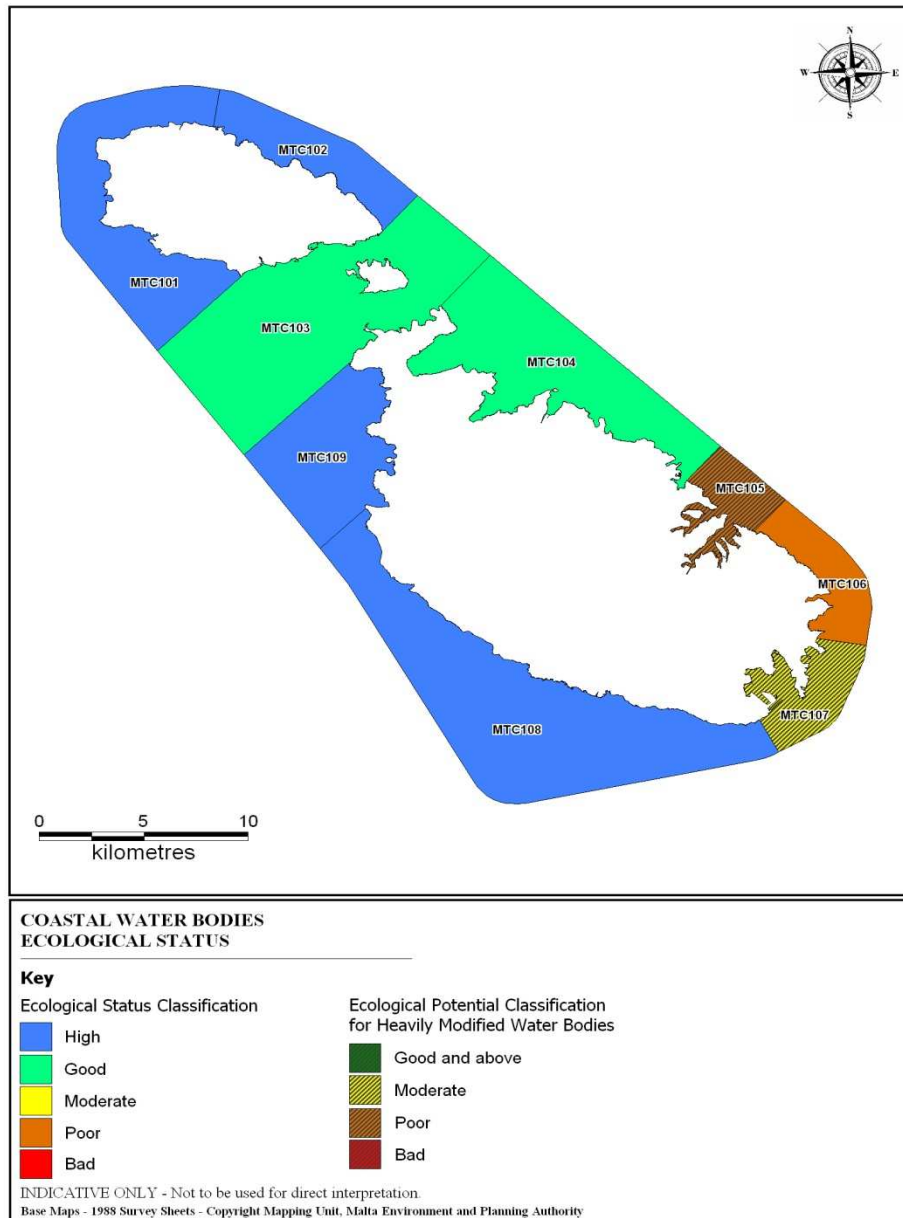 N
W E
S
MTC102
MTC101
MTC103
MTC104
MTC109
MTC105
MTC106
MTC107
MTC108
0 5 10
kilometres
COASTAL WATER BODIES
ECOLOGICAL STATUS
Key
Ecological Status Classification
High
Good
Moderate
Poor
Bad
Ecological Potential Classification
for Heavily Modified Water Bodies
Good and above
Moderate
Poor
Bad
INDICATIVE ONLY - Not to be used for direct interpretation.
Base Maps - 1988 Survey Sheets - Copyright Mapping Unit, Malta Environment and Planning Authority